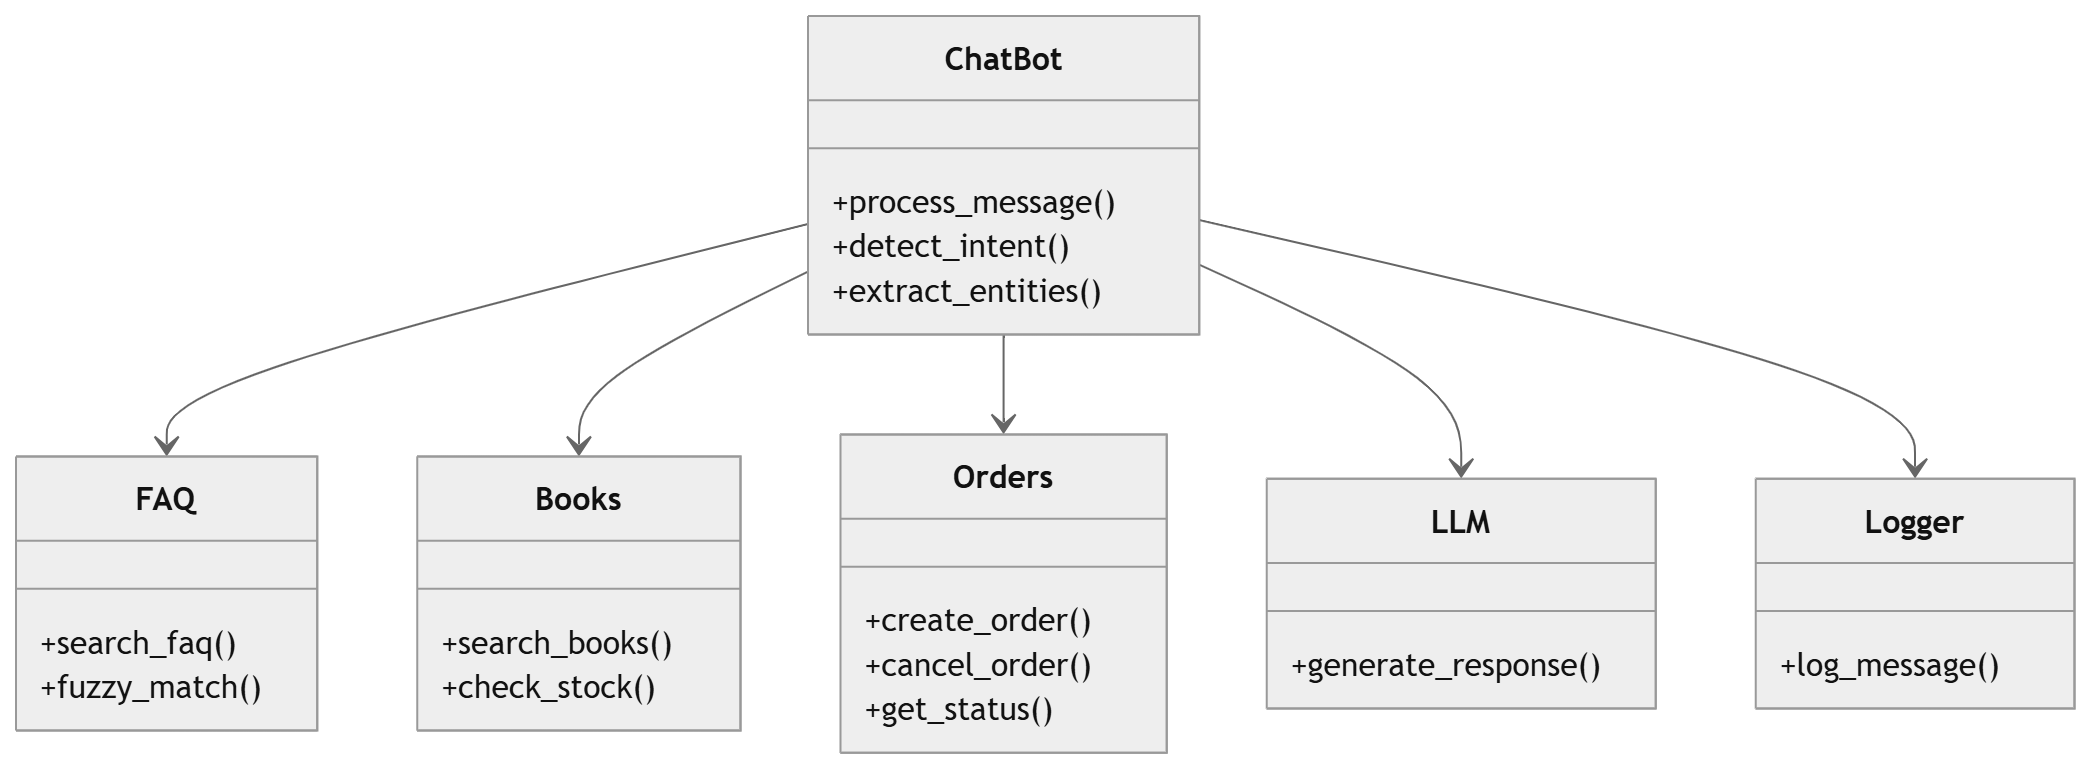 ChatBot
+process_message()
+detect_intent()
+extract_entities()
FAQ
+search_faq()
+fuzzy_match()
Books
+search_books()
+check_stock()
Orders
+create_order()
+cancel_order()
+get_status()
LLM
+generate_response()
Logger
+log_message()